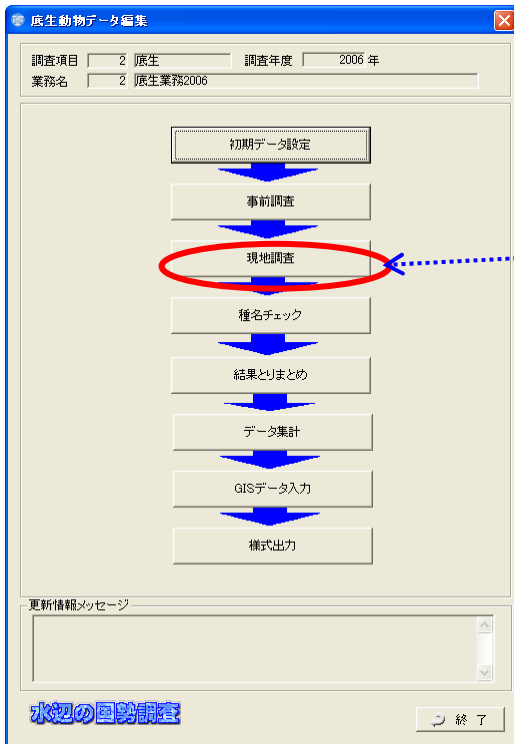 底生動物データ編集
調査項目 2 底生 調査年度 2006 年
業務名 2 底生業務2006
初期データ設定
事前調査
現地調査
種名チェック
結果とりまとめ
データ集計
GISデータ入力
様式出力
更新情報メッセージ
水辺の国勢調査
終 了